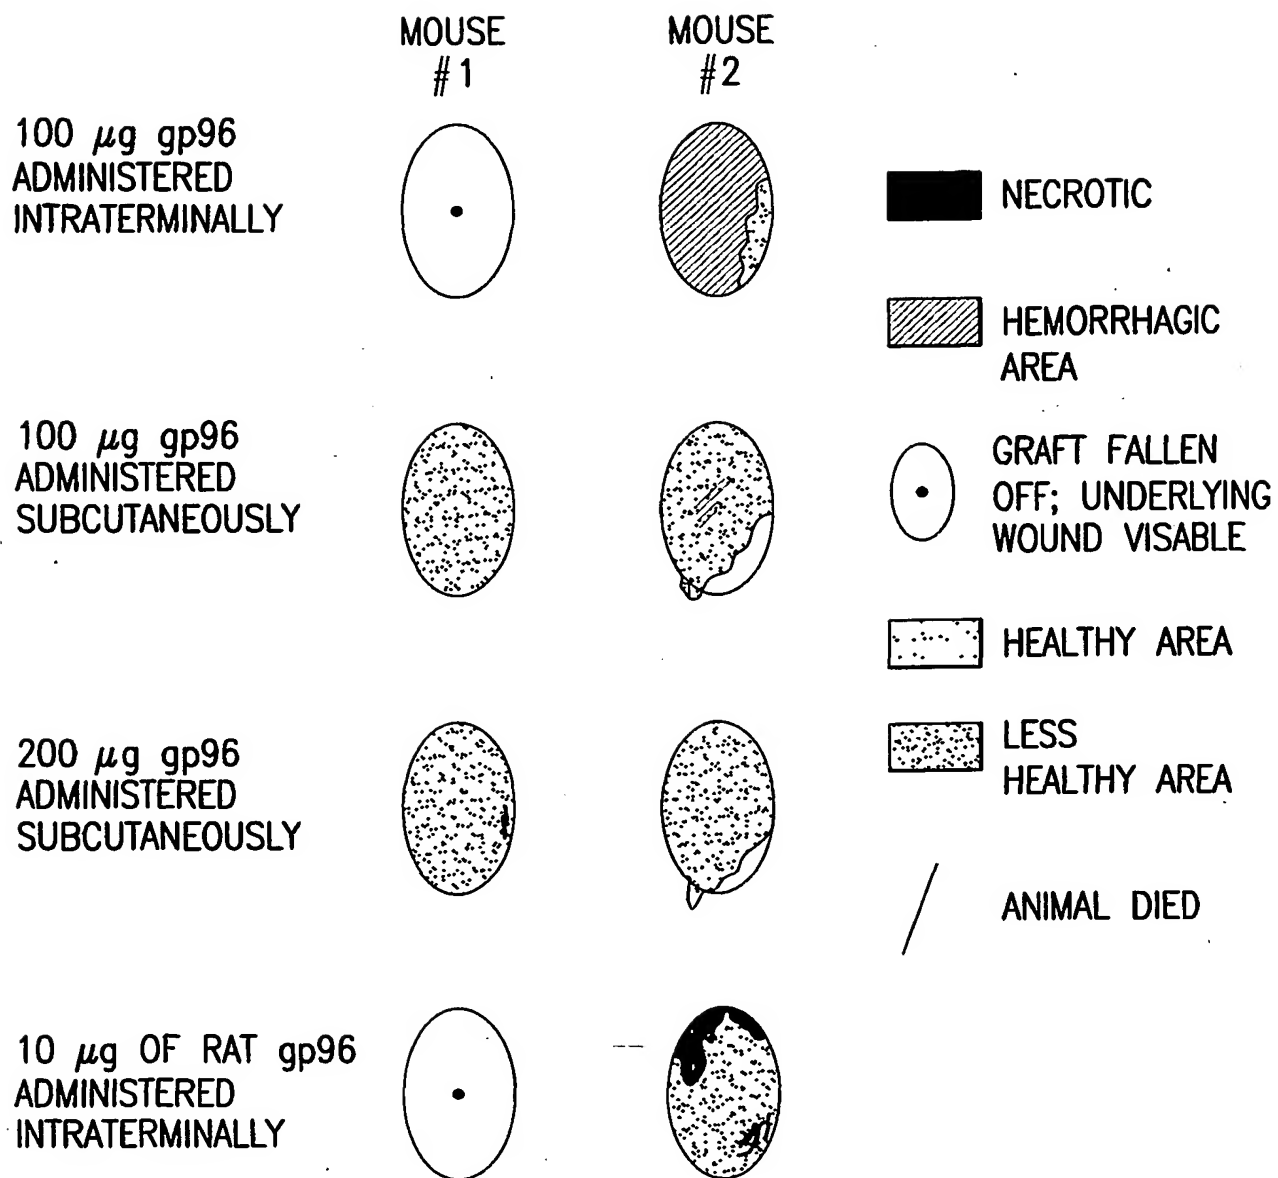 MOUSE
#1
MOUSE
#2
100 μg gp96
ADMINISTERED
INTRATERMINALLY
NECROTIC
HEMORRHAGIC
AREA
100 μg gp96
ADMINISTERED
SUBCUTANEOUSLY
GRAFT FALLEN
OFF; UNDERLYING
WOUND VISABLE
HEALTHY AREA
LESS
HEALTHY AREA
200 μg gp96
ADMINISTERED
SUBCUTANEOUSLY
ANIMAL DIED
10 μg OF RAT gp96
ADMINISTERED
INTRATERMINALLY